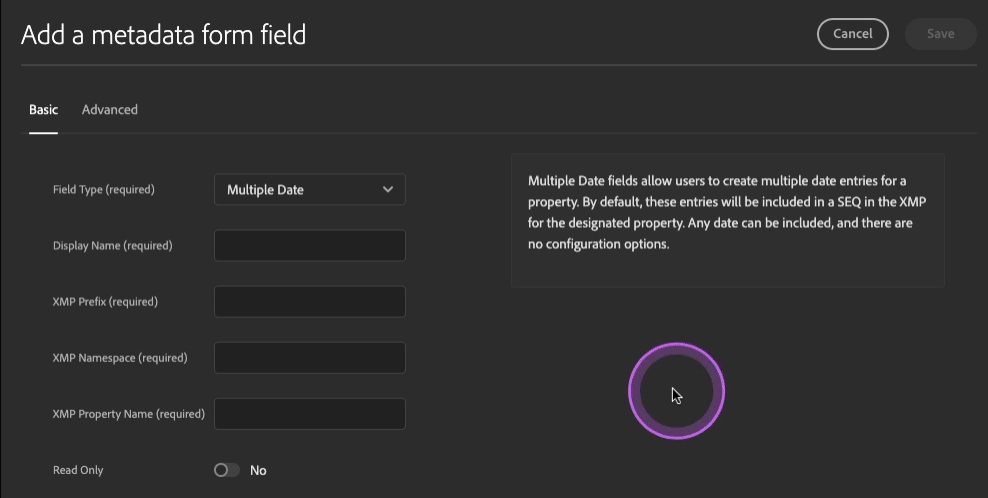 Add a metadata form field
Cancel
Save
Basic
Advanced
Field Type (required)
Multiple Date
Display Name (required)
XMP Prefix (required)
XMP Namespace (required)
XMP Property Name (required)
Read Only
No
Multiple Date fields allow users to create multiple date entries for a
property. By default, these entries will be included in a SEQ in the XMP
for the designated property. Any date can be included, and there are
no configuration options.